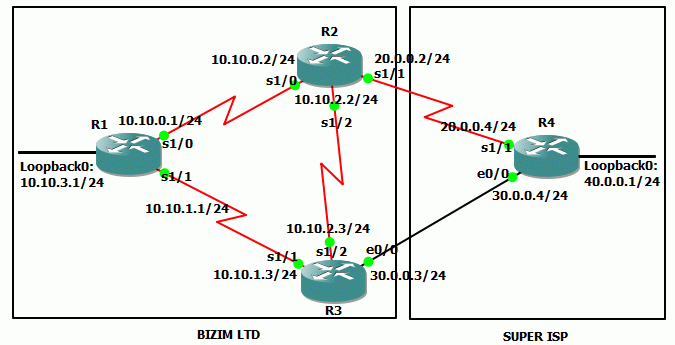 R2
10.10.0.2/24
20.0.0.2/24
s1/0
s1/1
10.10.2.2/24
s1/2
R1
10.10.0.1/24
s1/0
Loopback0:
10.10.3.1/24
s1/1
10.10.1.1/24
R4
20.0.0.4/24
s1/1
Loopback0:
40.0.0.1/24
e0/0
30.0.0.4/24
10.10.2.3/24
s1/2
s1/1
10.10.1.3/24
e0/0
30.0.0.3/24
R3
BIZIM LTD
SUPER ISP